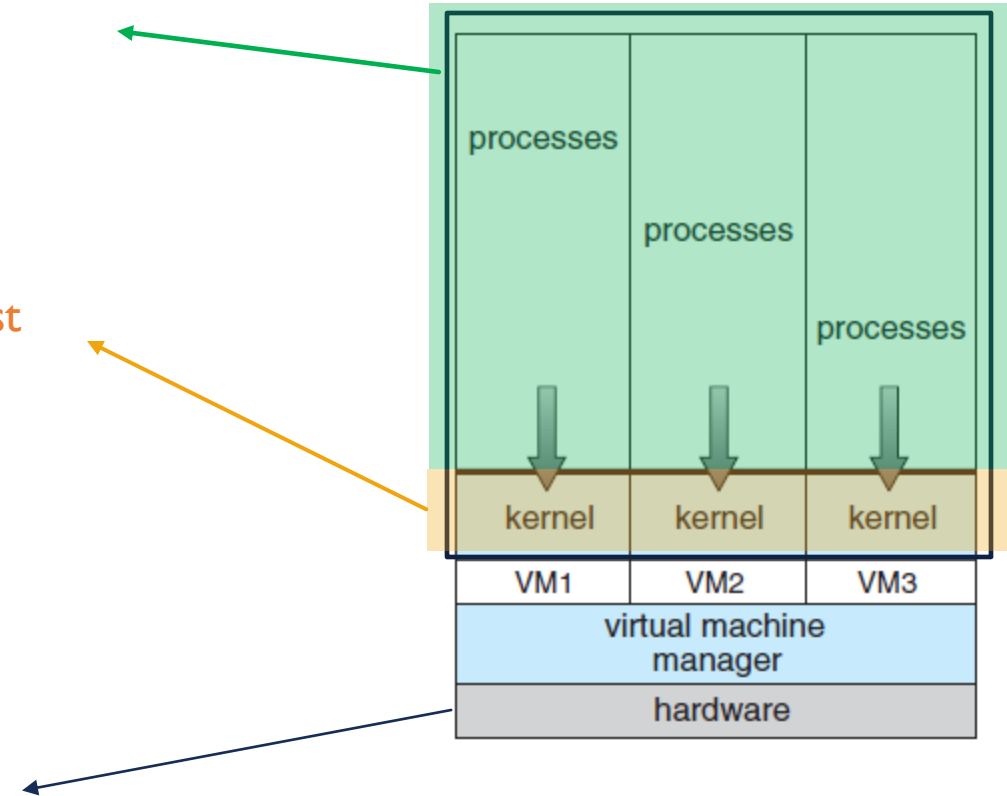 processes
processes
st
processes
kernel kernel kernel
VM1 VM2 VM3
virtual machine
manager
hardware